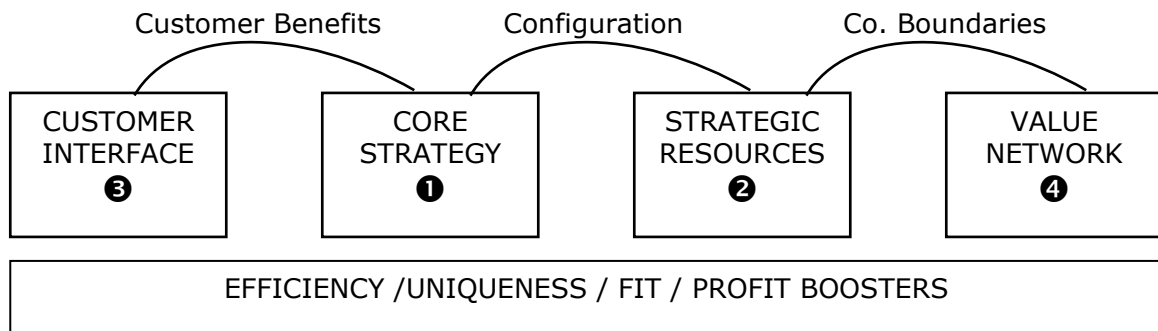 Customer Benefits Configuration Co. Boundaries
CUSTOMER
INTERFACE
❸
CORE
STRATEGY
❶
STRATEGIC
RESOURCES
❷
VALUE
NETWORK
❹
EFFICIENCY /UNIQUENESS / FIT / PROFIT BOOSTERS